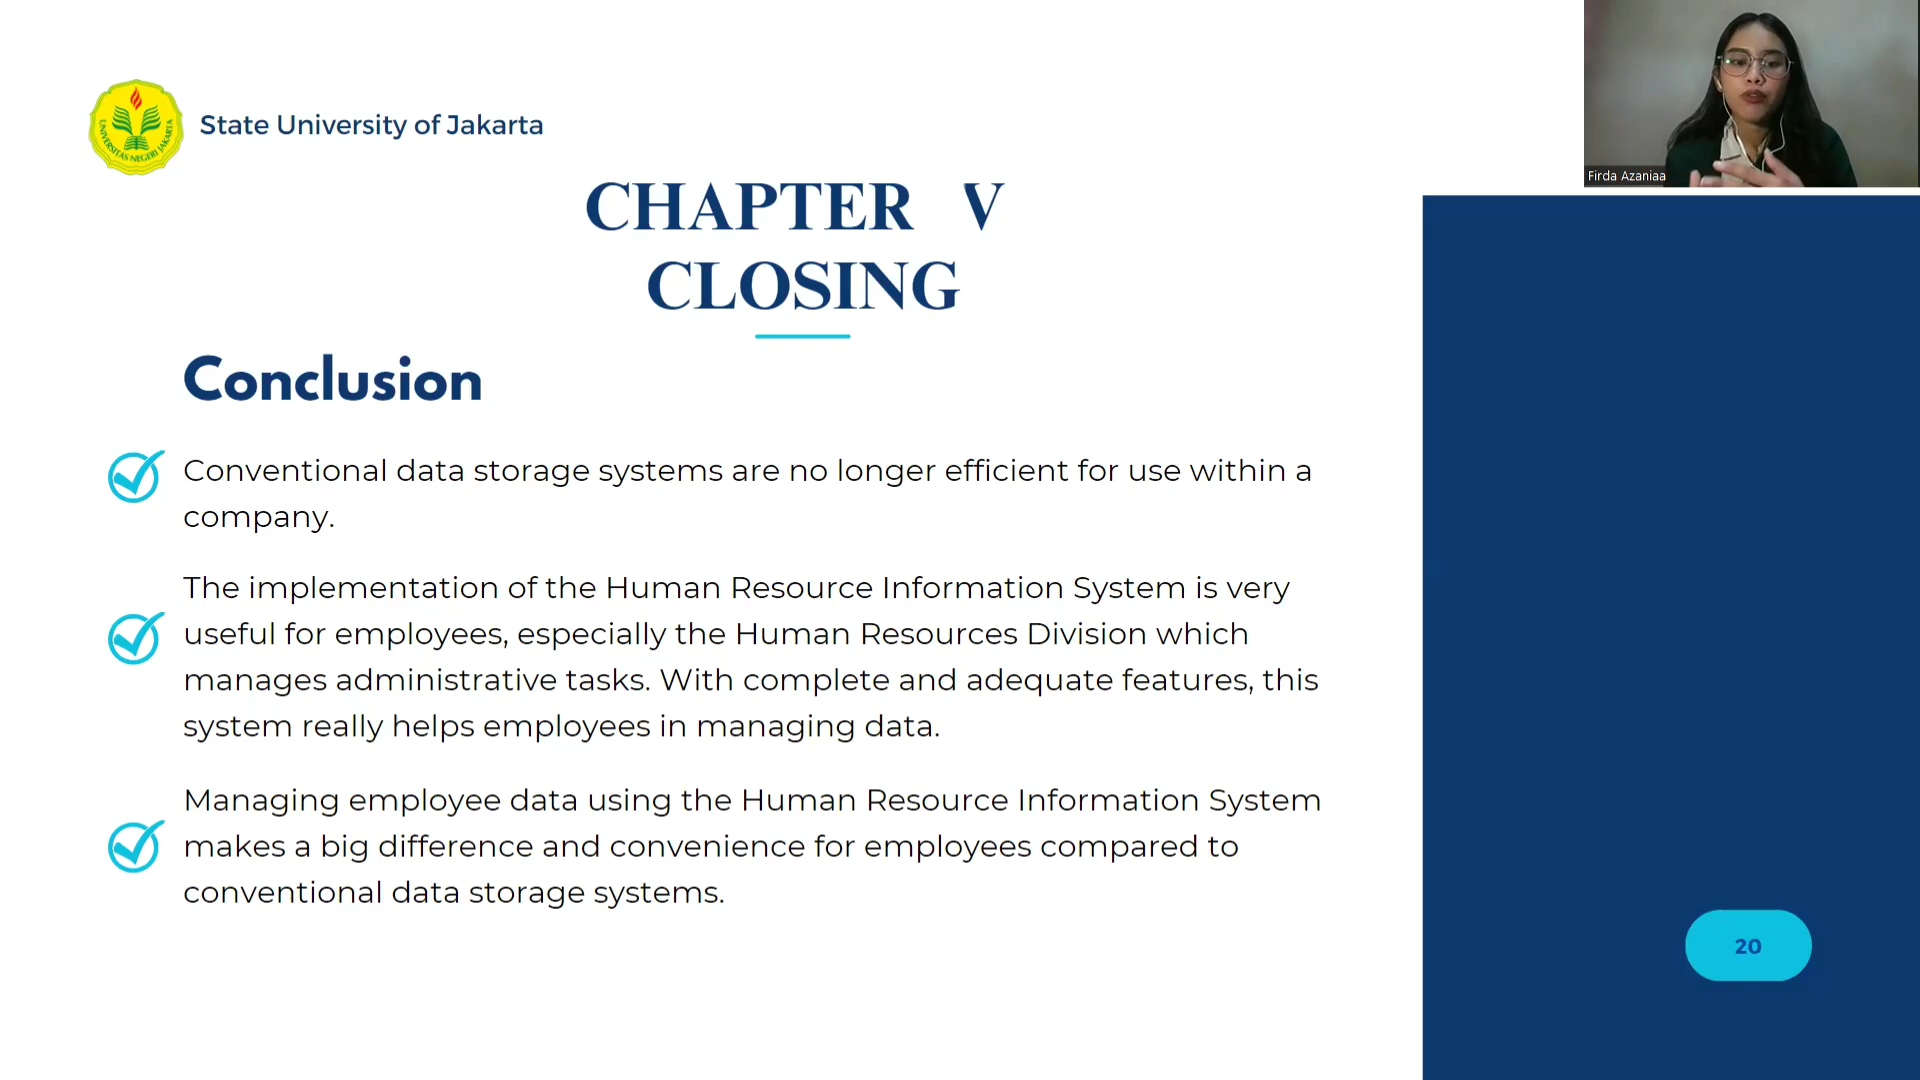 UNIVERSITAS NEGERI JAKARTA
State University of Jakarta
Firda Azaniaa
CHAPTER V
CLOSING
Conclusion
Conventional data storage systems are no longer efficient for use within a
company.
The implementation of the Human Resource Information System is very
useful for employees, especially the Human Resources Division which
manages administrative tasks. With complete and adequate features, this
system really helps employees in managing data.
Managing employee data using the Human Resource Information System
makes a big difference and convenience for employees compared to
conventional data storage systems.
20